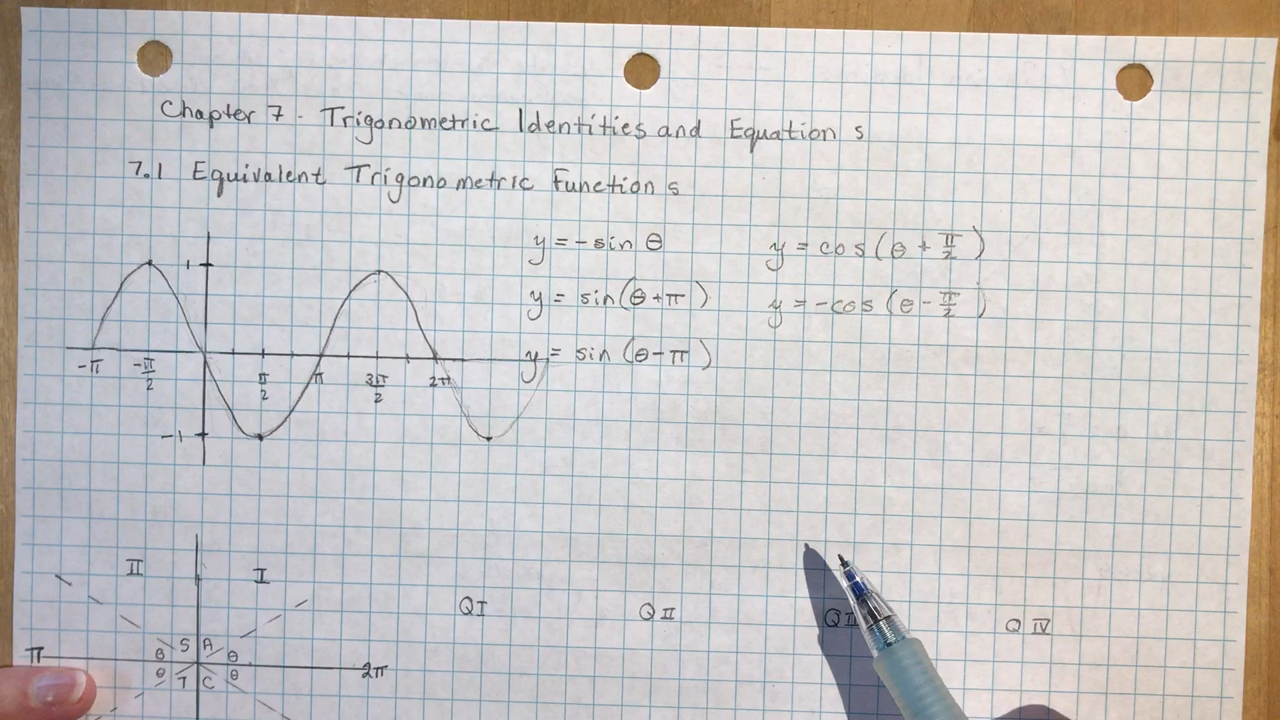 Chapter 7 - Trigonometric Identities and Equations
7.1 Equivalent Trigonometric Functions
y = -sin θ
y = cos(θ + π/2)
y = sin(θ+π)
y = -cos(θ - π/2)
y = sin(θ-π)
1
-π -π/2 π/2 π 3π/2 2π
-1
II I
QI QII QIV
S A
π θ θ 2π
θ T C θ